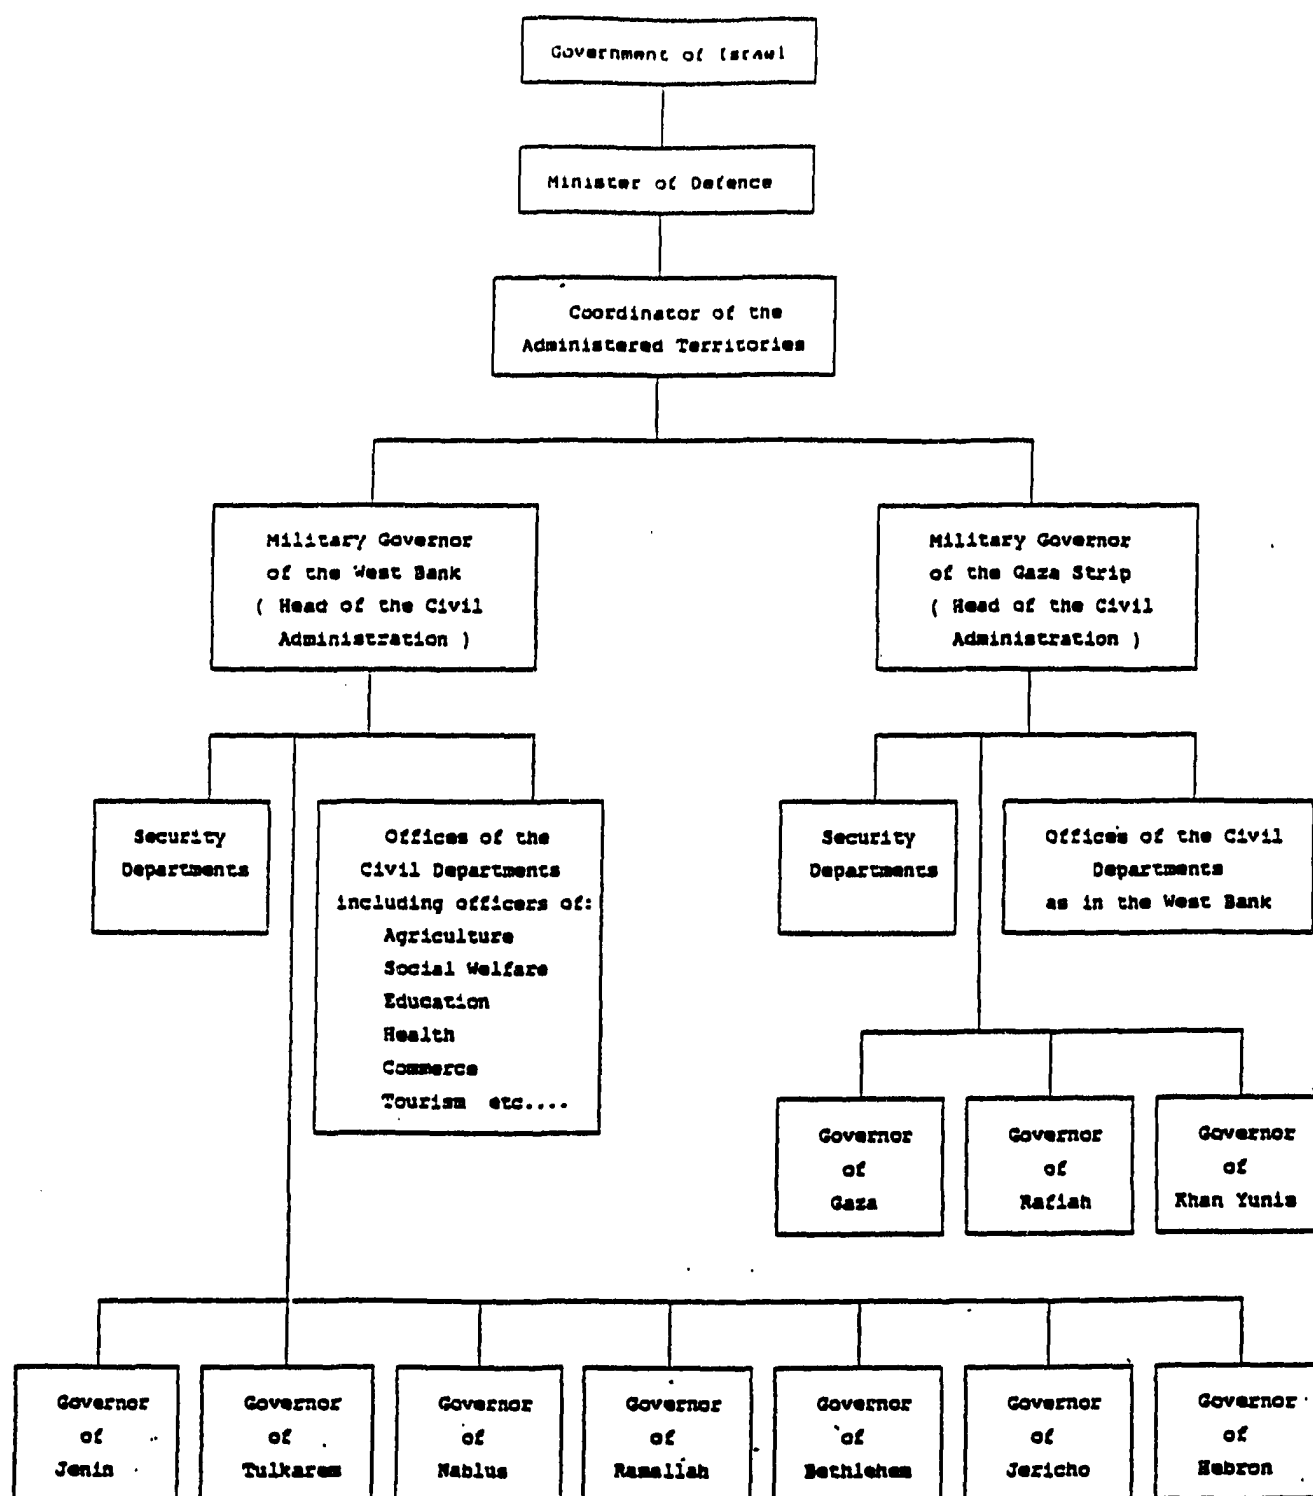 Government of Israel
Minister of Defence
Coordinator of the
Administered Territories
Military Governor
of the West Bank
( Head of the Civil
Administration )
Military Governor
of the Gaza Strip
( Head of the Civil
Administration )
Security
Departments
Offices of the
Civil Departments
including officers of:
Agriculture
Social Welfare
Education
Health
Commerce
Tourism etc....
Security
Departments
Offices of the Civil
Departments
as in the West Bank
Governor
of
Gaza
Governor
of
Rafiah
Governor
of
Khan Yunis
Governor
of
Jenin
Governor
of
Tulkarem
Governor
of
Nablus
Governor
of
Ramallah
Governor
of
Bethlehem
Governor
of
Jericho
Governor
of
Hebron